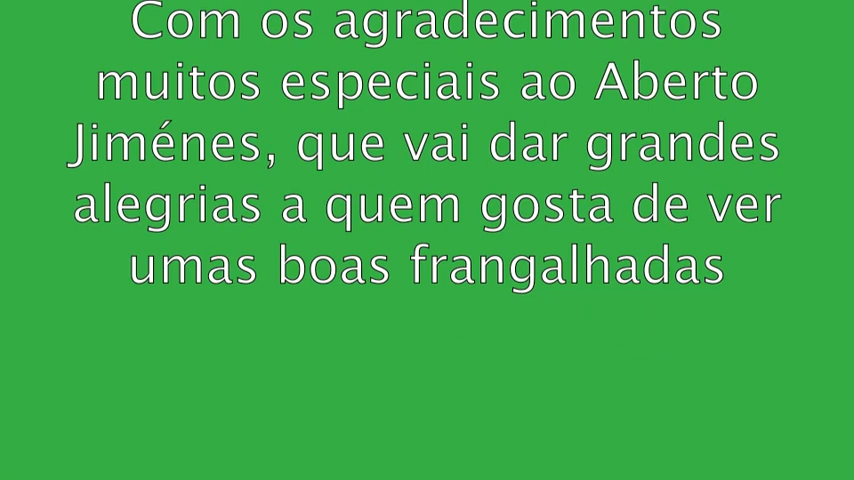 Com os agradecimentos
muitos especiais ao Aberto
Jiménes, que vai dar grandes
alegrias a quem gosta de ver
umas boas frangalhadas